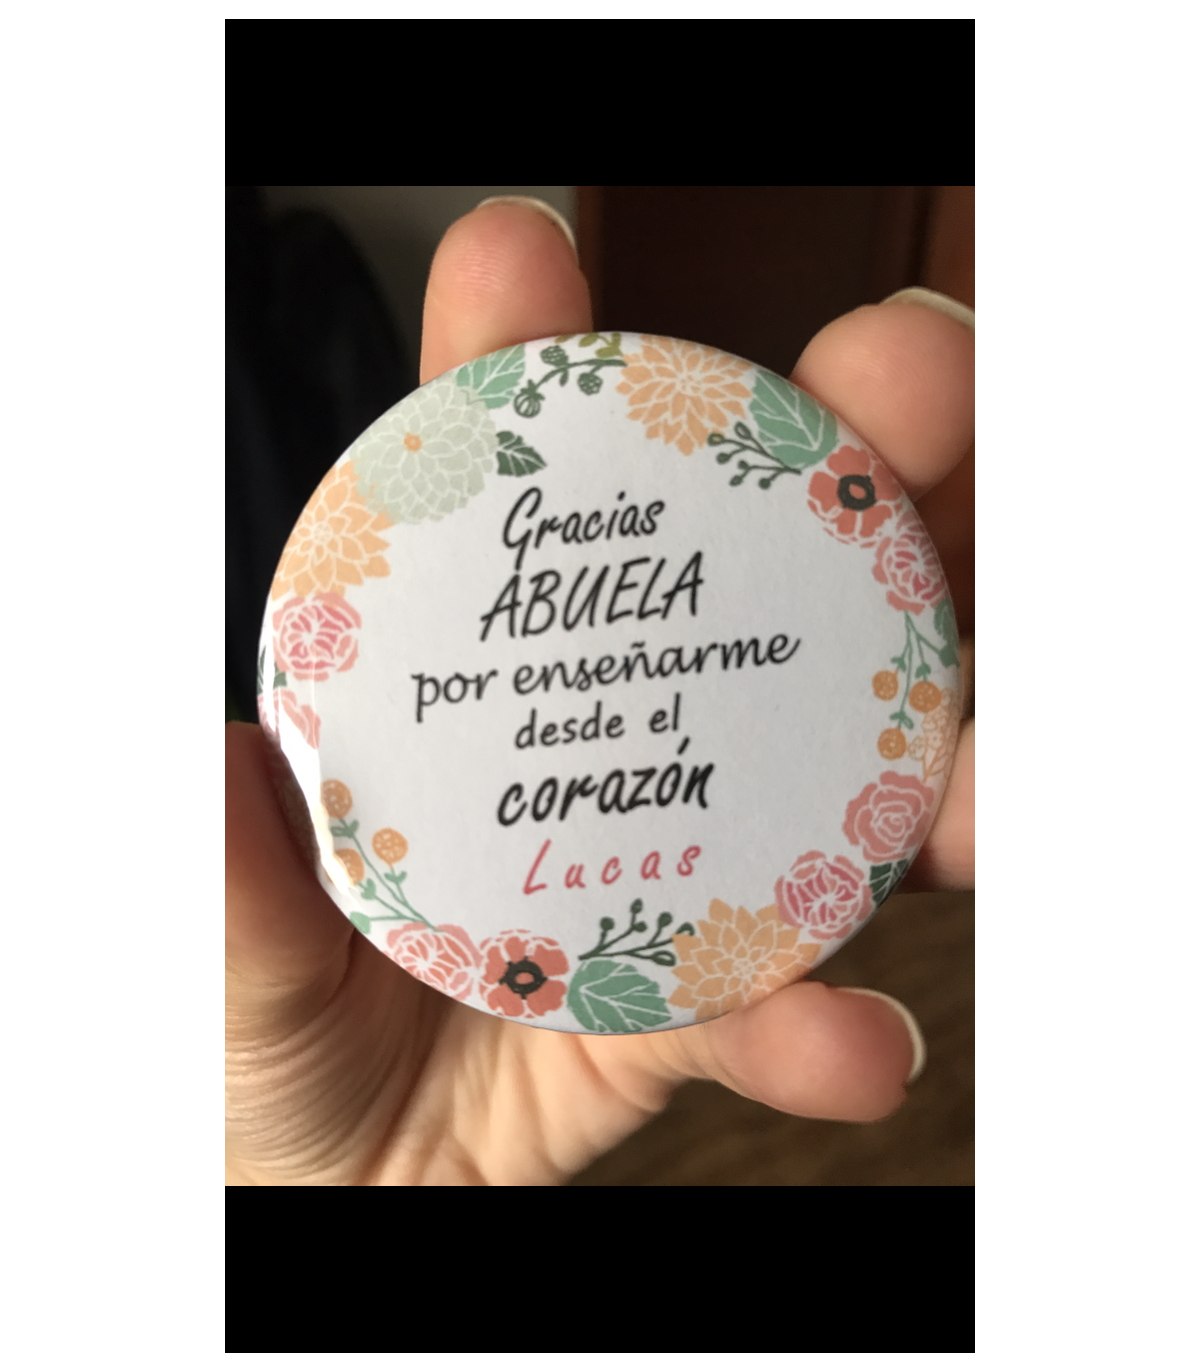 Gracias
ABUELA
por enseñarme
desde el
corazón
Lucas